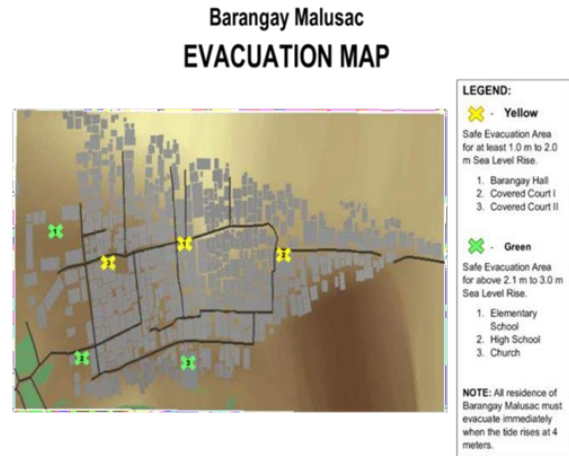 Barangay Malusac
EVACUATION MAP
LEGEND:
- Yellow
Safe Evacuation Area
for at least 1.0 m to 2.0
m Sea Level Rise.
1. Barangay Hall
2. Covered Court I
3. Covered Court II
- Green
Safe Evacuation Area
for above 2.1 m to 3.0 m
Sea Level Rise.
1. Elementary
School
2. High School
3. Church
NOTE: All residence of
Barangay Malusac must
evacuate immediately
when the tide rises at 4
meters.